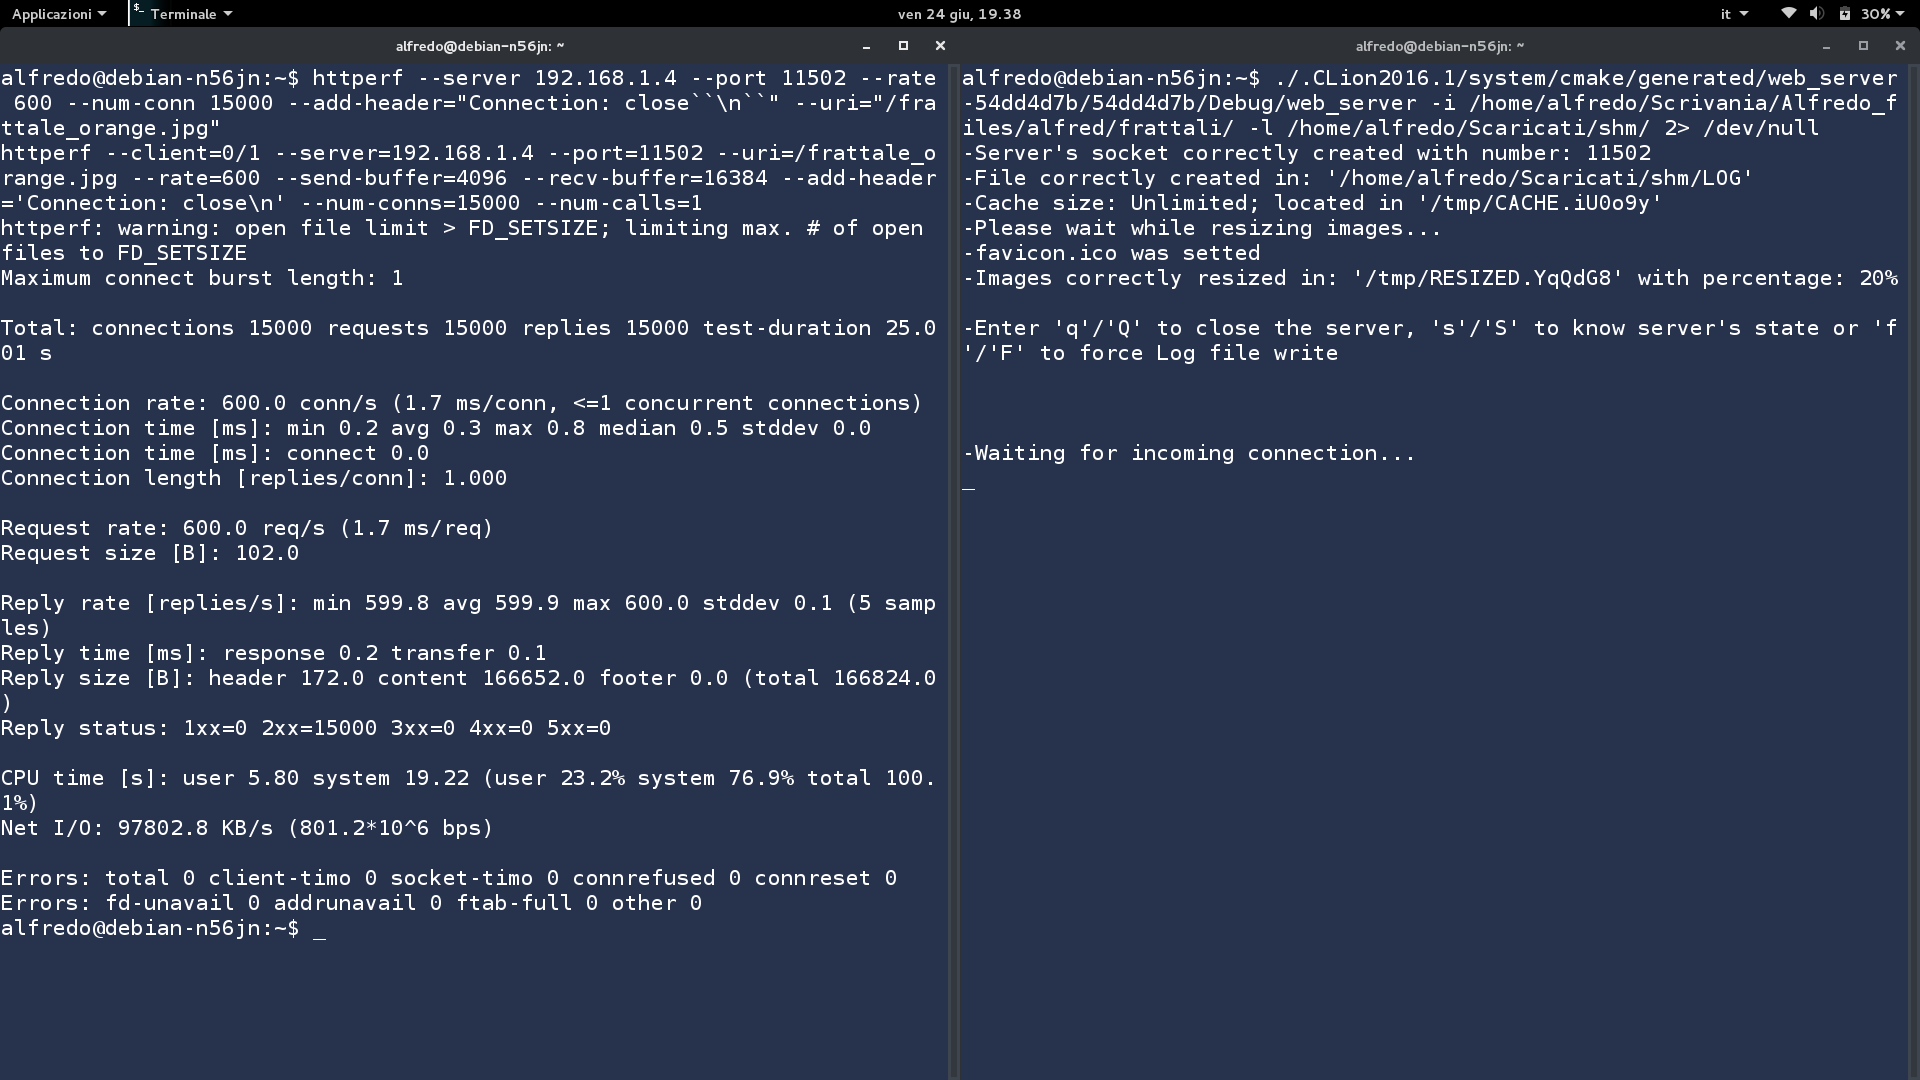 Applicazioni
Terminale
ven 24 giu, 19.38
it
30%
alfredo@debian-n56jn: ~
alfredo@debian-n56jn:~$ httperf --server 192.168.1.4 --port 11502 --rate
 600 --num-conn 15000 --add-header="Connection: close``\n``" --uri="/fra
ttale_orange.jpg"
httperf --client=0/1 --server=192.168.1.4 --port=11502 --uri=/frattale_o
range.jpg --rate=600 --send-buffer=4096 --recv-buffer=16384 --add-header
='Connection: close\n' --num-conns=15000 --num-calls=1
httperf: warning: open file limit > FD_SETSIZE; limiting max. # of open
files to FD_SETSIZE
Maximum connect burst length: 1
Total: connections 15000 requests 15000 replies 15000 test-duration 25.0
01 s
Connection rate: 600.0 conn/s (1.7 ms/conn, <=1 concurrent connections)
Connection time [ms]: min 0.2 avg 0.3 max 0.8 median 0.5 stddev 0.0
Connection time [ms]: connect 0.0
Connection length [replies/conn]: 1.000
Request rate: 600.0 req/s (1.7 ms/req)
Request size [B]: 102.0
Reply rate [replies/s]: min 599.8 avg 599.9 max 600.0 stddev 0.1 (5 samp
les)
Reply time [ms]: response 0.2 transfer 0.1
Reply size [B]: header 172.0 content 166652.0 footer 0.0 (total 166824.0
)
Reply status: 1xx=0 2xx=15000 3xx=0 4xx=0 5xx=0
CPU time [s]: user 5.80 system 19.22 (user 23.2% system 76.9% total 100.
1%)
Net I/O: 97802.8 KB/s (801.2*10^6 bps)
Errors: total 0 client-timo 0 socket-timo 0 connrefused 0 connreset 0
Errors: fd-unavail 0 addrunavail 0 ftab-full 0 other 0
alfredo@debian-n56jn:~$ _
alfredo@debian-n56jn: ~
alfredo@debian-n56jn:~$ ./.CLion2016.1/system/cmake/generated/web_server
-54dd4d7b/54dd4d7b/Debug/web_server -i /home/alfredo/Scrivania/Alfredo_f
iles/alfred/frattali/ -l /home/alfredo/Scaricati/shm/ 2> /dev/null
-Server's socket correctly created with number: 11502
-File correctly created in: '/home/alfredo/Scaricati/shm/LOG'
-Cache size: Unlimited; located in '/tmp/CACHE.iU0o9y'
-Please wait while resizing images...
-favicon.ico was setted
-Images correctly resized in: '/tmp/RESIZED.YqQdG8' with percentage: 20%
-Enter 'q'/'Q' to close the server, 's'/'S' to know server's state or 'f
'/'F' to force Log file write
-Waiting for incoming connection...
_